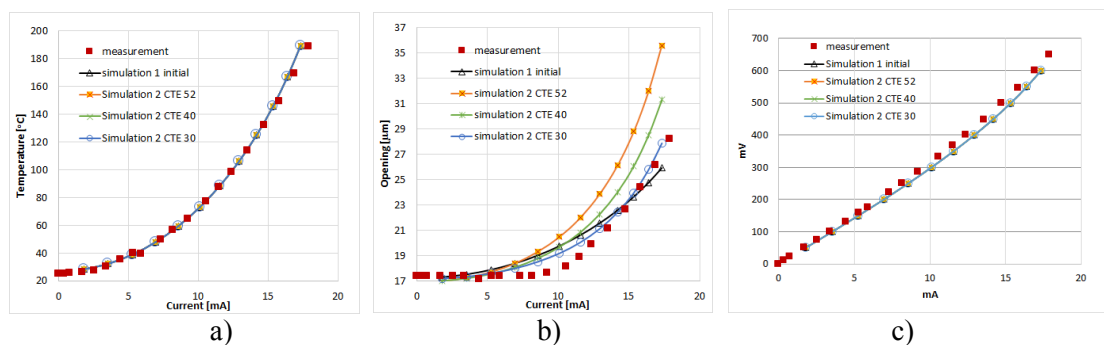 200
180
160
140
120
100
80
60
40
20
0
5
10
15
20
Temperature [ºC]
Current [mA]
measurement
simulation 1 initial
Simulation 2 CTE 52
Simulation 2 CTE 40
Simulation 2 CTE 30
a)
37
35
33
31
29
27
25
23
21
19
17
15
0
5
10
15
20
Opening [µm]
Current [mA]
measurement
simulation 1 initial
simulation 2 CTE 52
simulation 2 CTE 40
simulation 2 CTE 30
b)
700
600
500
400
300
200
100
0
0
5
10
15
20
mV
mA
measurement
Simulation 1 initial
Simulation 2 CTE 52
Simulation 2 CTE 40
Simulation 2 CTE 30
c)